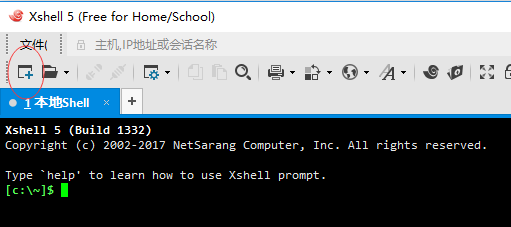 Xshell 5 (Free for Home/School)
文件(
主机,IP地址或会话名称
1 本地Shell × +
Xshell 5 (Build 1332)
Copyright (c) 2002-2017 NetSarang Computer, Inc. All rights reserved.
Type `help' to learn how to use Xshell prompt.
[c:\~]$